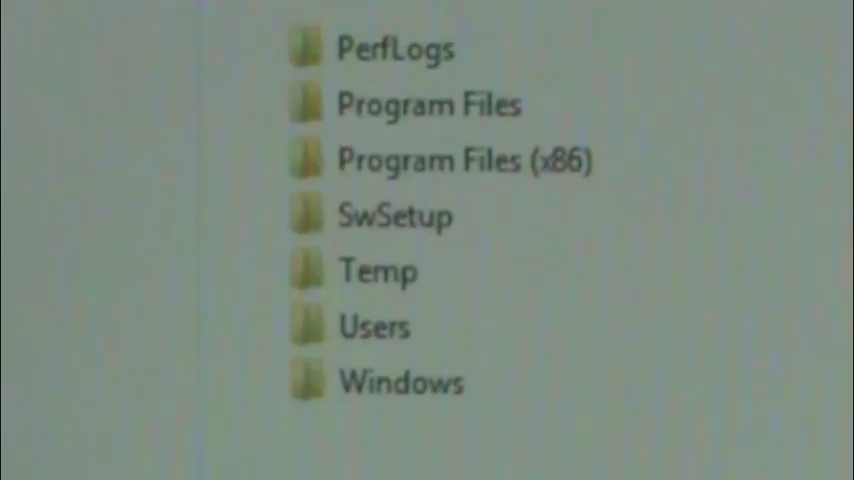 PerfLogs
Program Files
Program Files (x86)
SwSetup
Temp
Users
Windows